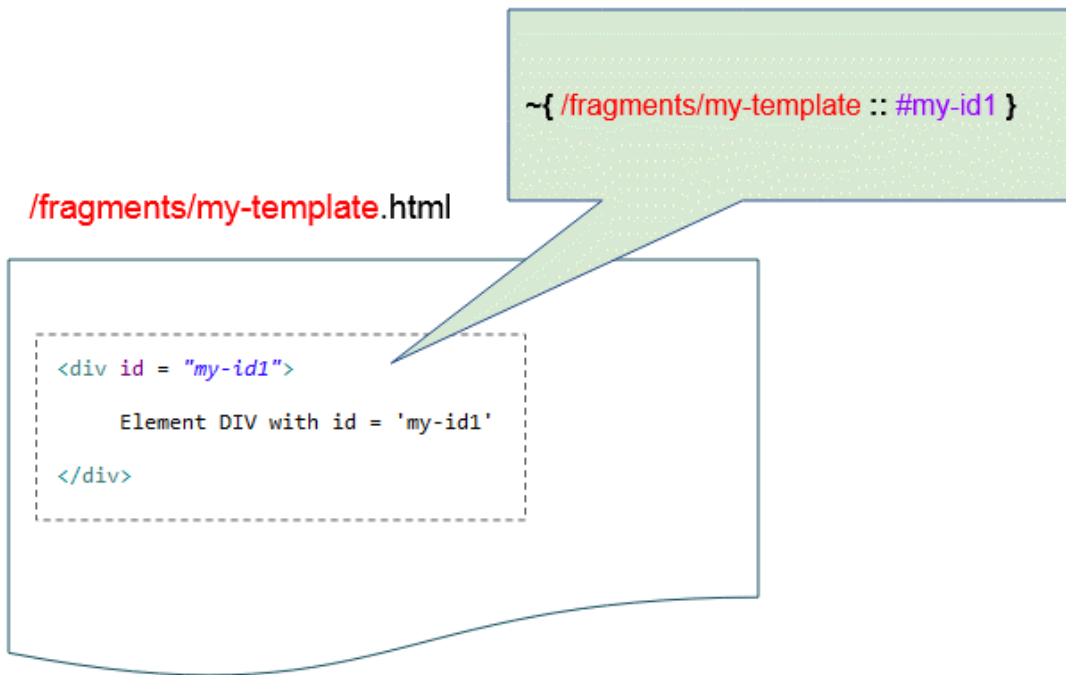 ~{ /fragments/my-template :: #my-id1 }
/fragments/my-template.html
<div id = "my-id1">
Element DIV with id = 'my-id1'
</div>